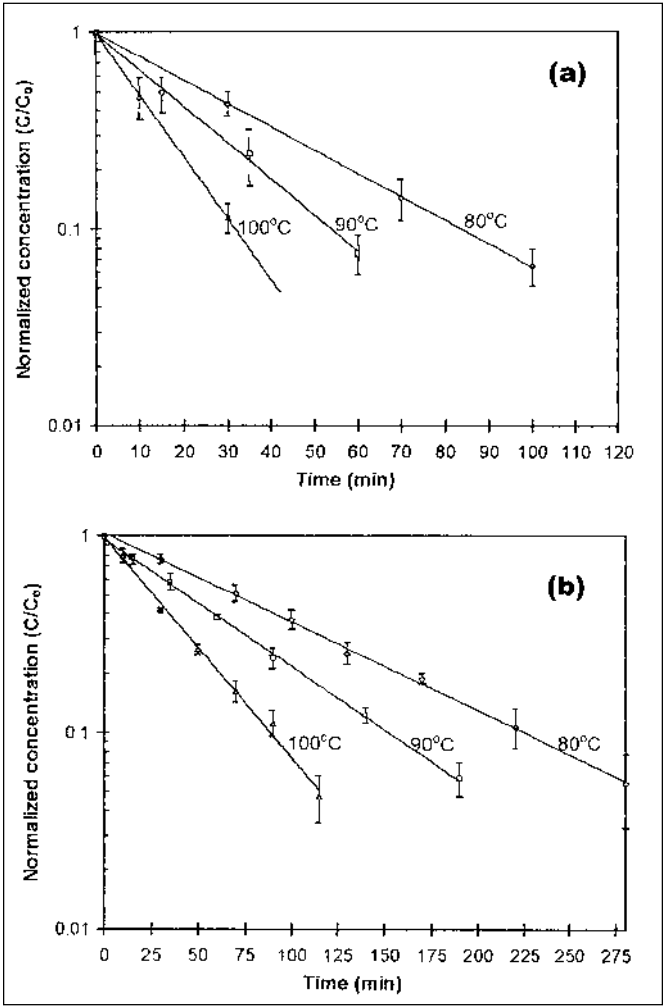 1
(a)
Normalized concentration (C/C₀)
0.1
100°C
90°C
80°C
0.01
0 10 20 30 40 50 60 70 80 90 100 110 120
Time (min)
1
(b)
Normalized concentration (C/C₀)
0.1
100°C
90°C
80°C
0.01
0 25 50 75 100 125 150 175 200 225 250 275
Time (min)